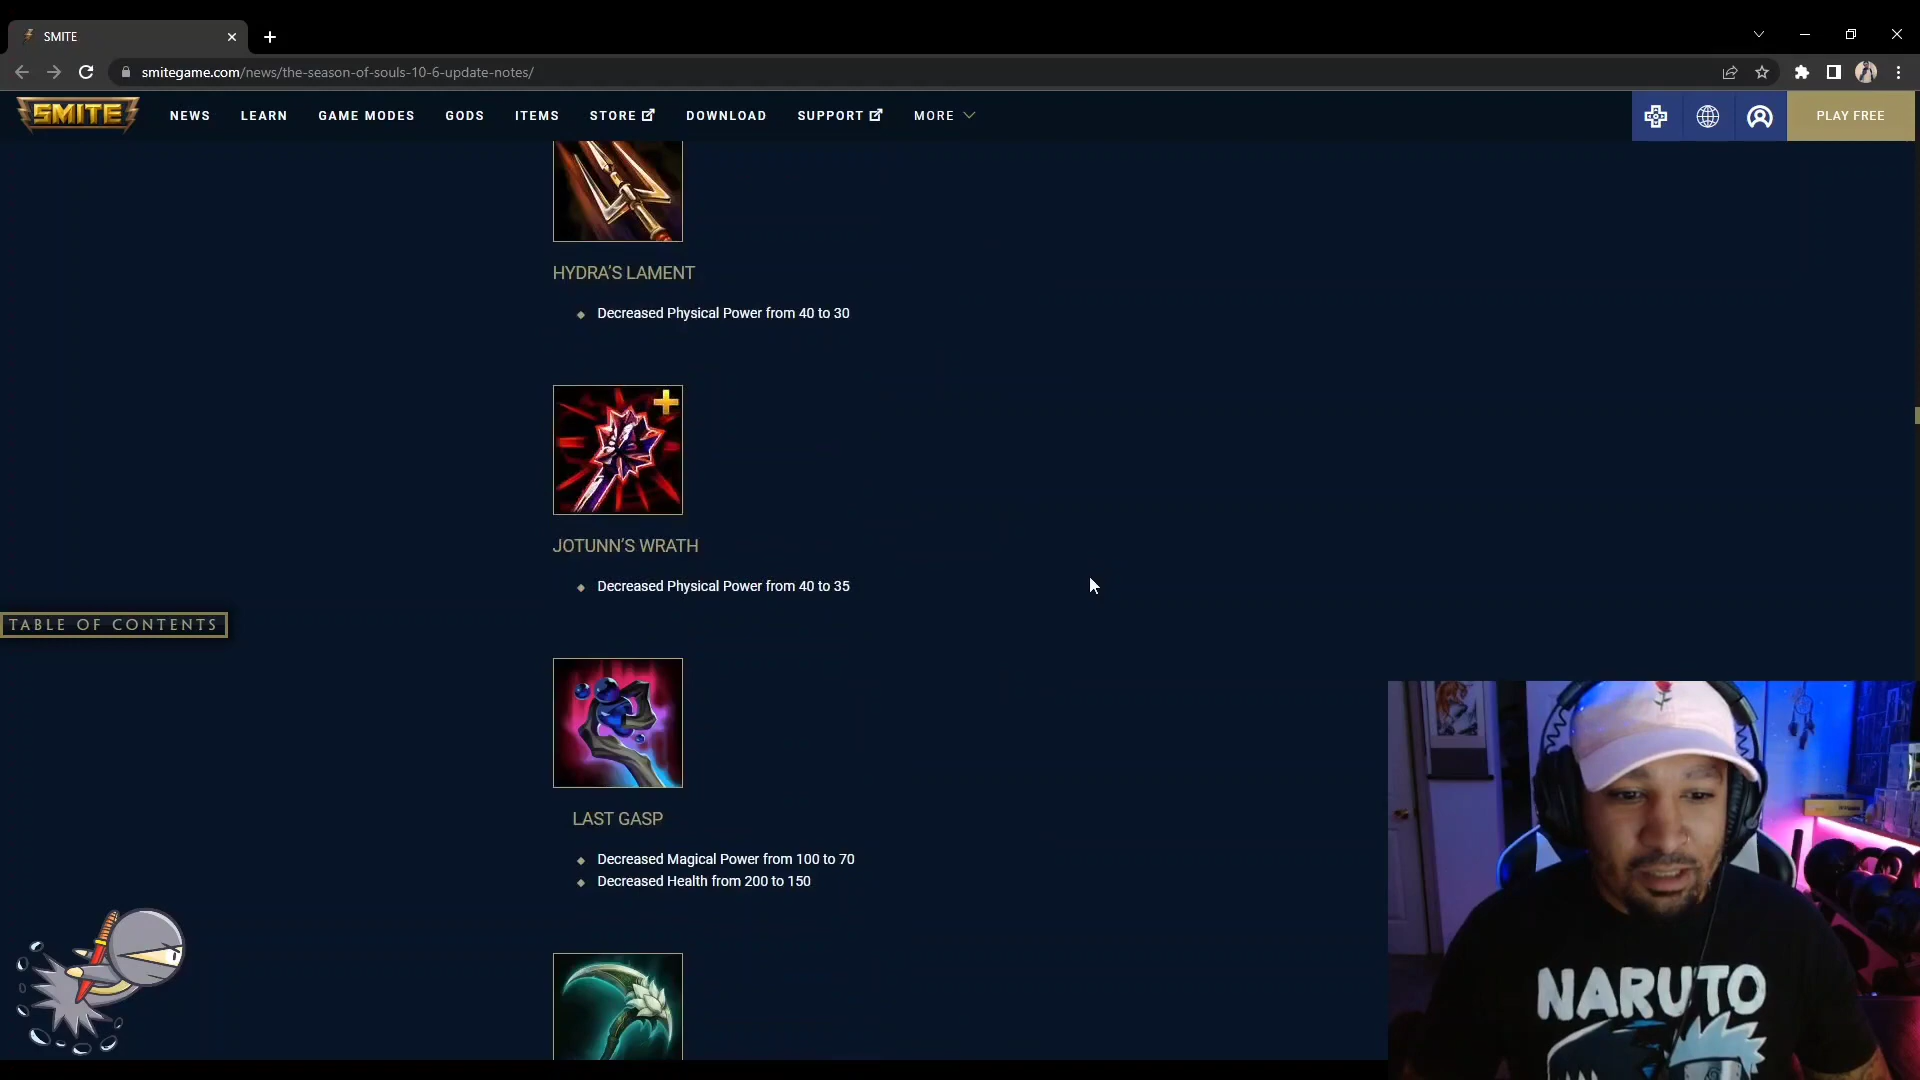 SMITE
smitegame.com/news/the-season-of-souls-10-6-update-notes/
SMITE
NEWS LEARN GAME MODES GODS ITEMS STORE DOWNLOAD SUPPORT MORE PLAY FREE
HYDRA’S LAMENT
Decreased Physical Power from 40 to 30
JOTUNN’S WRATH
Decreased Physical Power from 40 to 35
TABLE OF CONTENTS
LAST GASP
Decreased Magical Power from 100 to 70
Decreased Health from 200 to 150
NARUTO